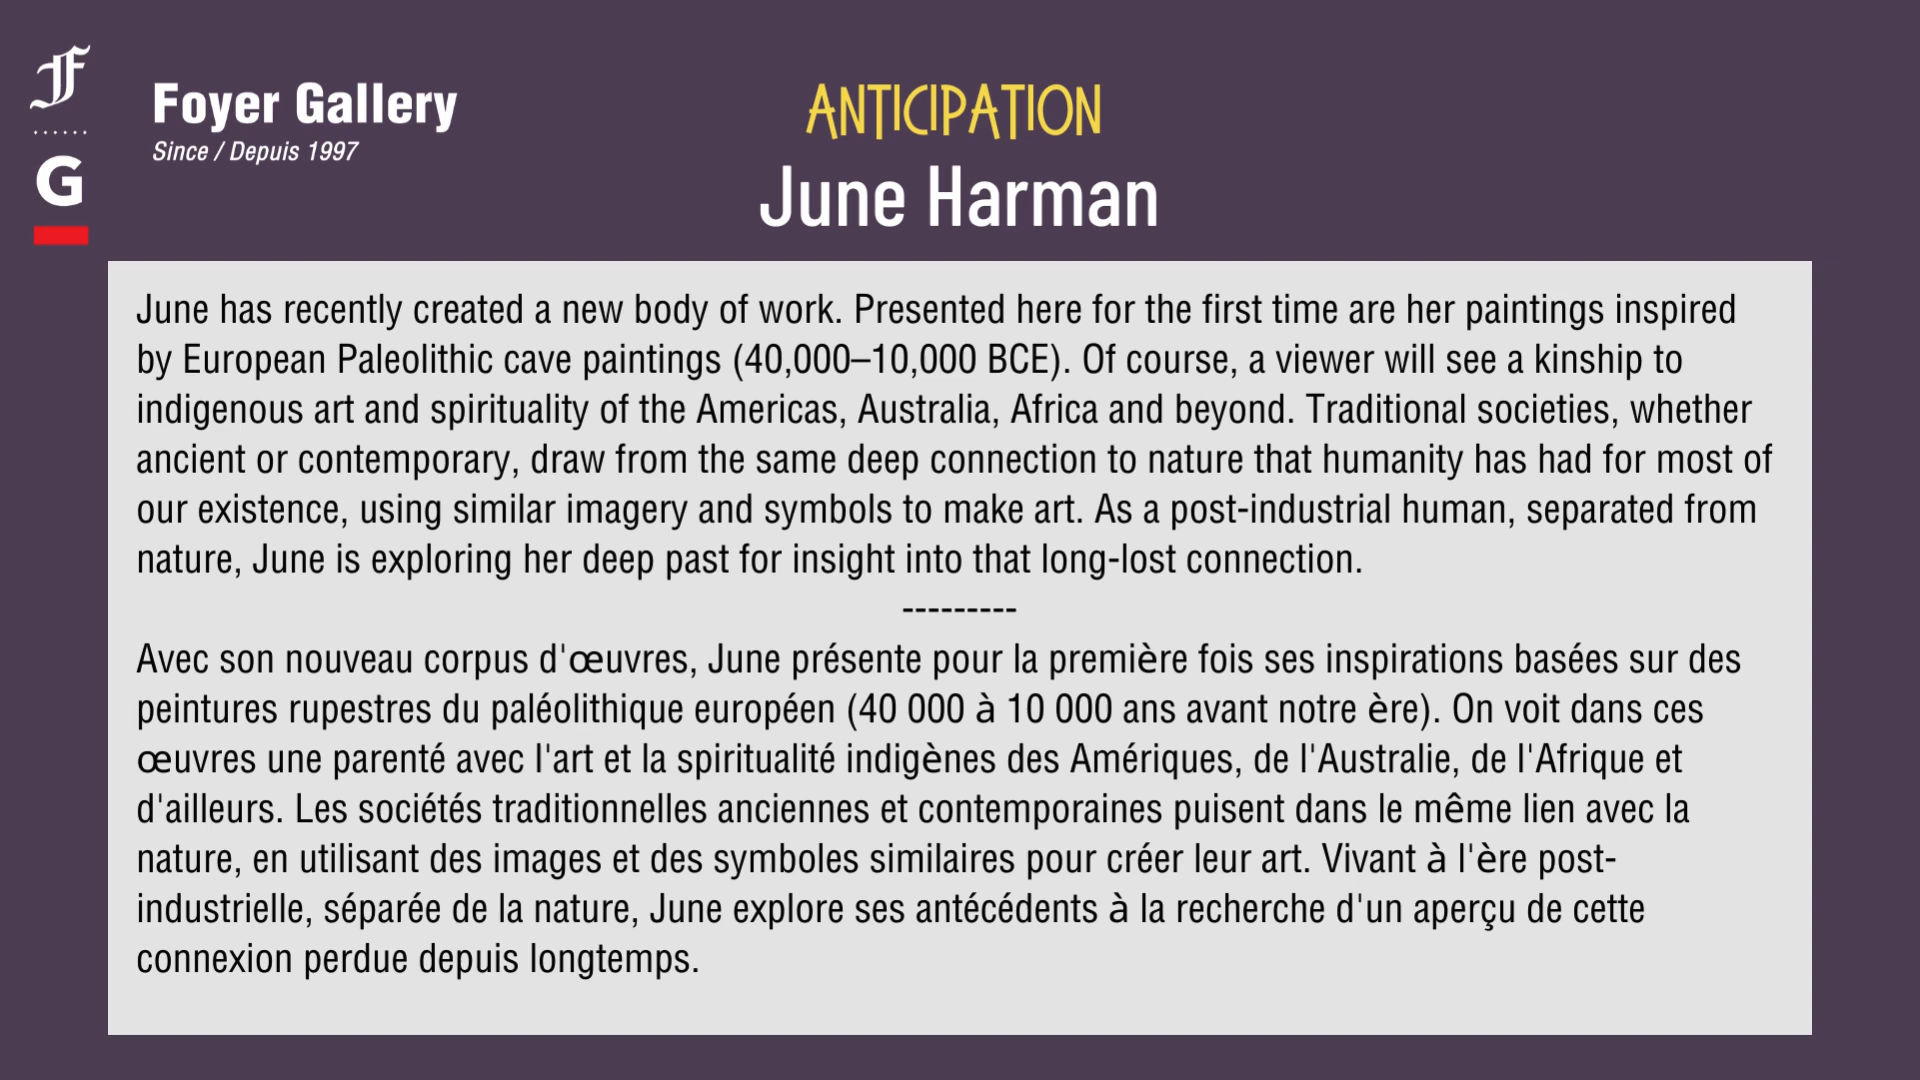 F
......
G
Foyer Gallery
Since / Depuis 1997
ANTICIPATION
June Harman
June has recently created a new body of work. Presented here for the first time are her paintings inspired
by European Paleolithic cave paintings (40,000–10,000 BCE). Of course, a viewer will see a kinship to
indigenous art and spirituality of the Americas, Australia, Africa and beyond. Traditional societies, whether
ancient or contemporary, draw from the same deep connection to nature that humanity has had for most of
our existence, using similar imagery and symbols to make art. As a post-industrial human, separated from
nature, June is exploring her deep past for insight into that long-lost connection.
---------
Avec son nouveau corpus d'œuvres, June présente pour la première fois ses inspirations basées sur des
peintures rupestres du paléolithique européen (40 000 à 10 000 ans avant notre ère). On voit dans ces
œuvres une parenté avec l'art et la spiritualité indigènes des Amériques, de l'Australie, de l'Afrique et
d'ailleurs. Les sociétés traditionnelles anciennes et contemporaines puisent dans le même lien avec la
nature, en utilisant des images et des symboles similaires pour créer leur art. Vivant à l'ère post-
industrielle, séparée de la nature, June explore ses antécédents à la recherche d'un aperçu de cette
connexion perdue depuis longtemps.